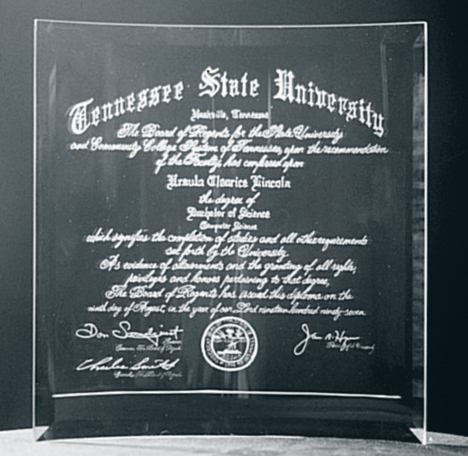 Tennessee State University
Nashville, Tennessee
The Board of Regents for the State University
and Community College System of Tennessee, upon the recommendation
of the Faculty, has conferred upon
Ursula Clearice Lincoln
the degree of
Bachelor of Science
Computer Science
which signifies the completion of studies and all other requirements
set forth by the University.
As evidence of attainments and the granting of all rights,
privileges and honors pertaining to that degree,
The Board of Regents has issued this diploma on the
ninth day of August, in the year of our Lord nineteen hundred ninety-seven
Don
Charles Smith